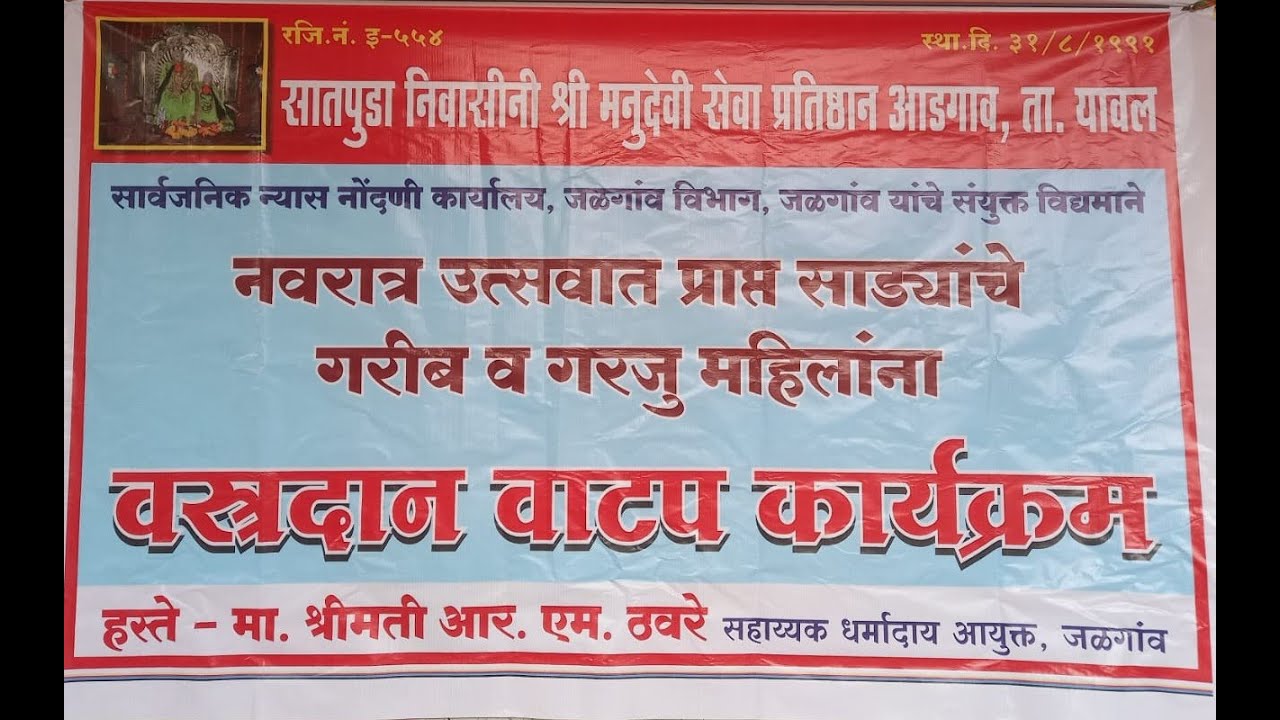 रजि.नं. इ-५५४
स्था.दि. ३१/८/१९९१
सातपुडा निवासीनी श्री मनुदेवी सेवा प्रतिष्ठान आडगाव, ता. यावल
सार्वजनिक न्यास नोंदणी कार्यालय, जळगांव विभाग, जळगांव यांचे संयुक्त विद्यमाने
नवरात्र उत्सवात प्राप्त साड्यांचे
गरीब व गरजु महिलांना
वस्त्रदान वाटप कार्यक्रम
हस्ते - मा. श्रीमती आर. एम. ठवरे सहाय्यक धर्मादाय आयुक्त, जळगांव